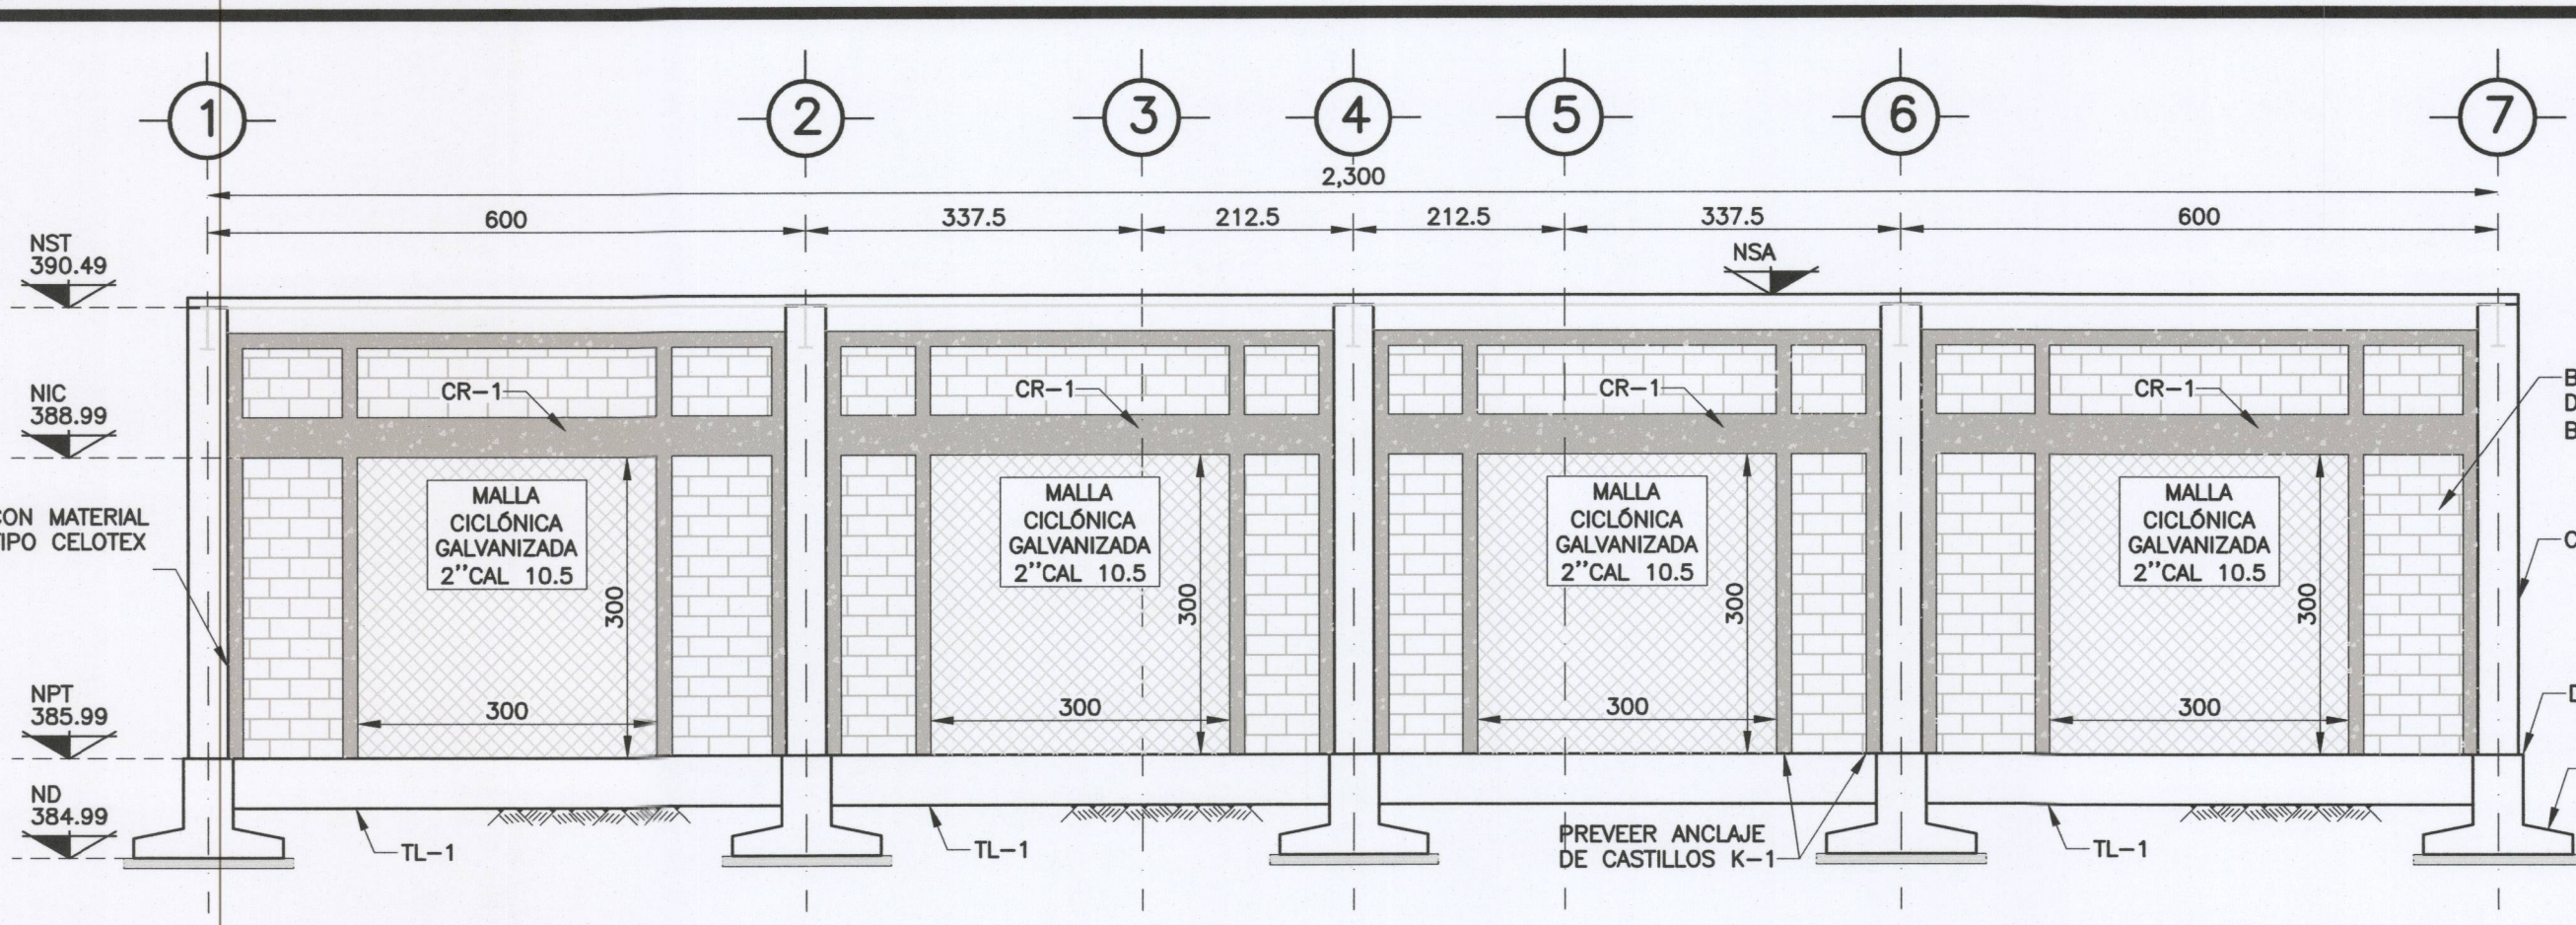 1 2 3 4 5 6 7
2,300
600 337.5 212.5 212.5 337.5 600
NST
390.49
NSA
NIC
388.99
CR-1 CR-1 CR-1 CR-1
B
D
B
CON MATERIAL
TIPO CELOTEX
MALLA
CICLÓNICA
GALVANIZADA
2''CAL 10.5
300
300
MALLA
CICLÓNICA
GALVANIZADA
2''CAL 10.5
300
300
MALLA
CICLÓNICA
GALVANIZADA
2''CAL 10.5
300
300
MALLA
CICLÓNICA
GALVANIZADA
2''CAL 10.5
300
300
C
NPT
385.99
D
ND
384.99
TL-1 TL-1
PREVEER ANCLAJE
DE CASTILLOS K-1
TL-1